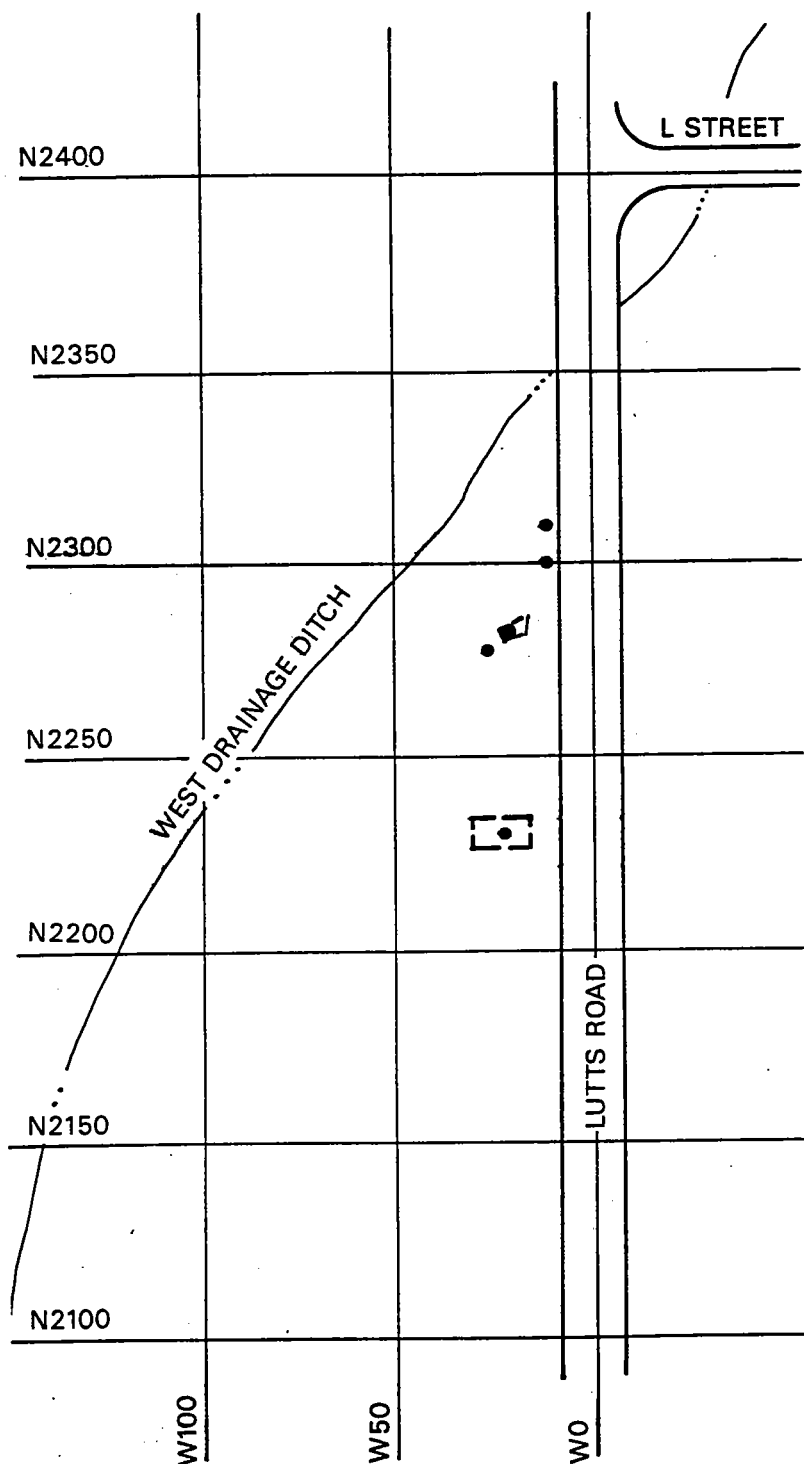 L STREET
N2400
N2350
N2300
WEST DRAINAGE DITCH
N2250
N2200
LUTTS ROAD
N2150
N2100
W100
W50
W0